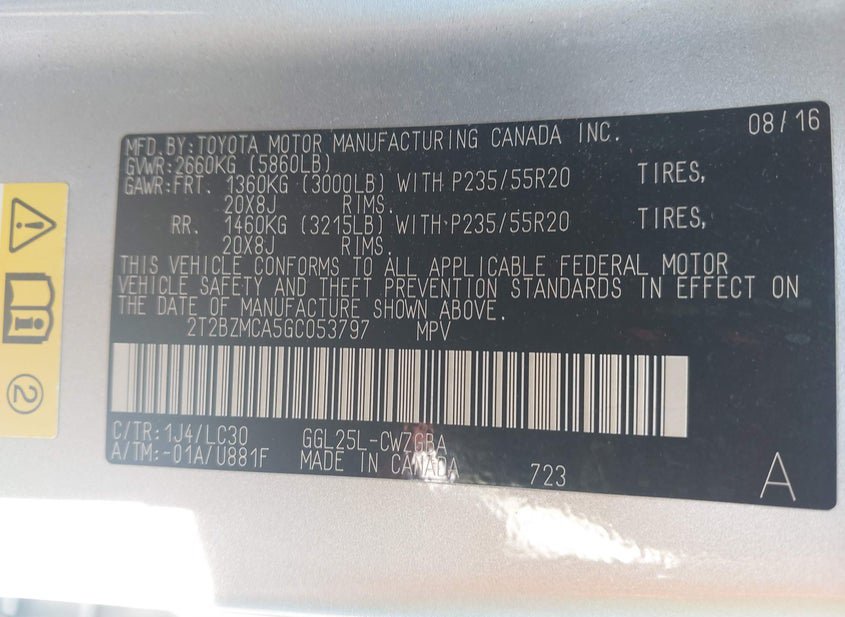 08/16
MFD.BY:TOYOTA MOTOR MANUFACTURING CANADA INC.
GVWR:2660KG (5860LB)
GAWR:FRT. 1360KG (3000LB) WITH P235/55R20 TIRES,
20X8J RIMS.
RR. 1460KG (3215LB) WITH P235/55R20 TIRES,
20X8J RIMS.
THIS VEHICLE CONFORMS TO ALL APPLICABLE FEDERAL MOTOR
VEHICLE SAFETY AND THEFT PREVENTION STANDARDS IN EFFECT ON
THE DATE OF MANUFACTURE SHOWN ABOVE.
2T2BZMCA5GC053797 MPV
C/TR:1J4/LC30 GGL25L-CWZGBA
A/TM:-01A/U881F MADE IN CANADA 723
A
2